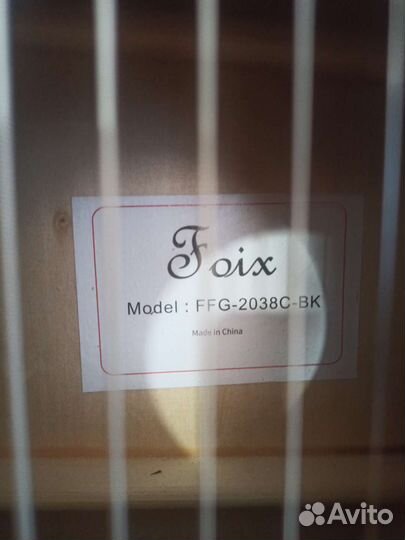 Foix
Model : FFG-2038C-BK
Made in China
Avito